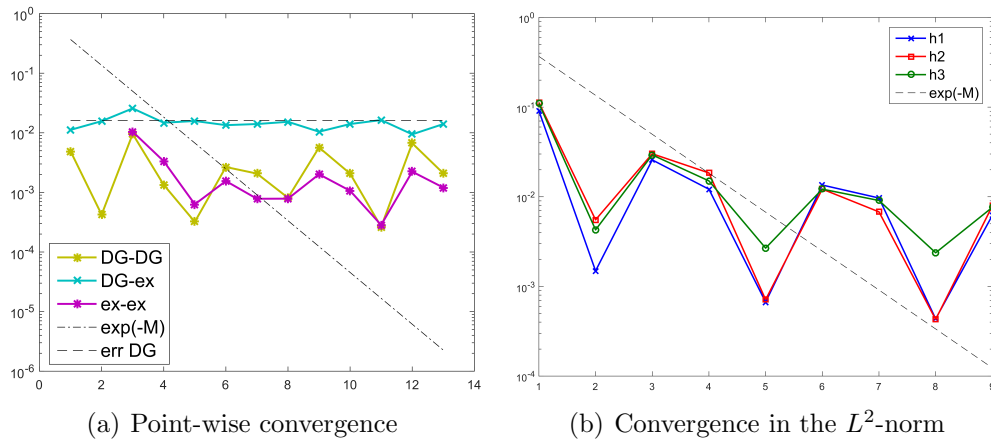 10^0
10^-1
10^-2
10^-3
10^-4
10^-5
10^-6
0 2 4 6 8 10 12 14
DG-DG
DG-ex
ex-ex
exp(-M)
err DG
(a) Point-wise convergence
10^0
10^-1
10^-2
10^-3
10^-4
1 2 3 4 5 6 7 8 9
h1
h2
h3
exp(-M)
(b) Convergence in the L^2-norm